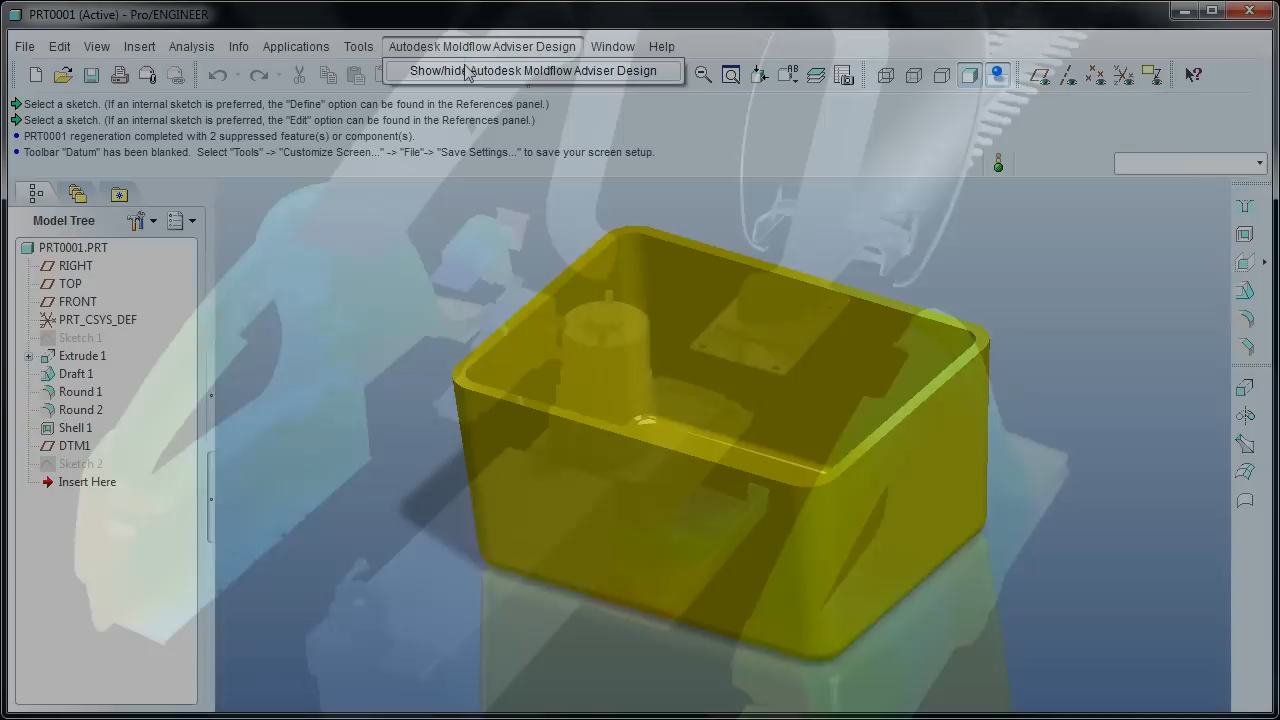 PRT0001 (Active) - Pro/ENGINEER
File Edit View Insert Analysis Info Applications Tools Autodesk Moldflow Adviser Design Window Help
Show/hide Autodesk Moldflow Adviser Design
Select a sketch. (If an internal sketch is preferred, the "Define" option can be found in the References panel.)
Select a sketch. (If an internal sketch is preferred, the "Edit" option can be found in the References panel.)
PRT0001 regeneration completed with 2 suppressed feature(s) or component(s).
Toolbar "Datum" has been blanked. Select "Tools" -> "Customize Screen..." -> "File"-> "Save Settings..." to save your screen setup.
Model Tree
PRT0001.PRT
RIGHT
TOP
FRONT
PRT_CSYS_DEF
Sketch 1
Extrude 1
Draft 1
Round 1
Round 2
Shell 1
DTM1
Sketch 2
Insert Here